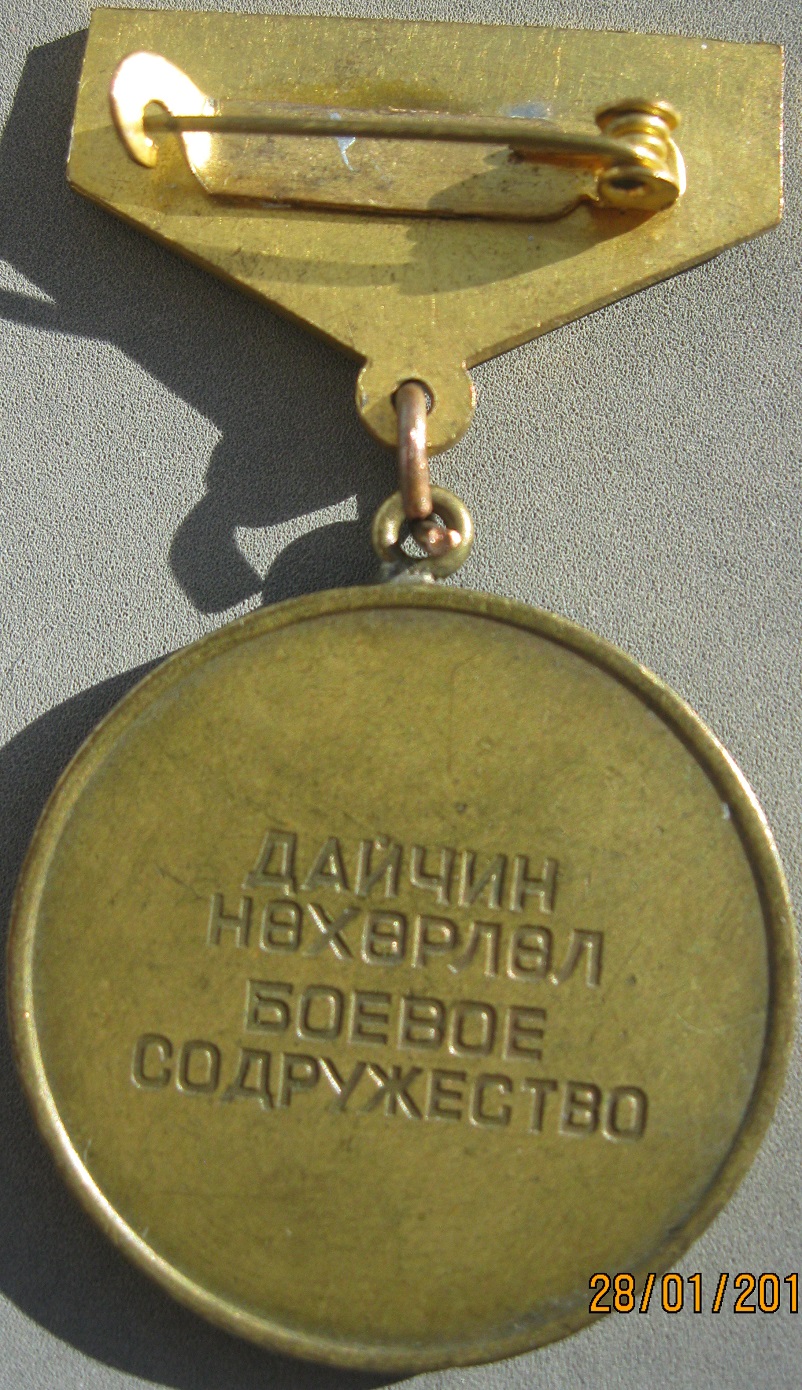 ДАЙЧИН
НӨХӨРЛӨЛ
БОЕВОЕ
СОДРУЖЕСТВО
28/01/201